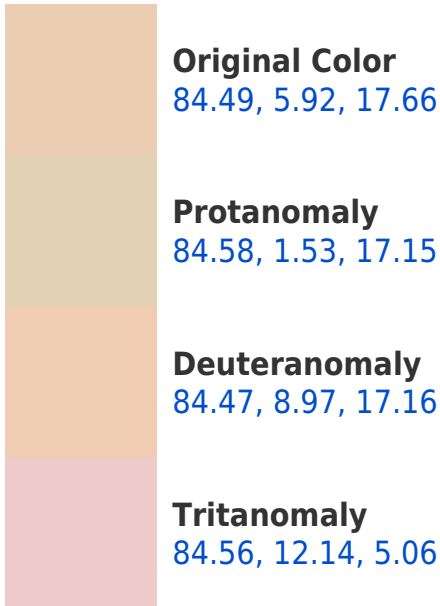 Original Color
84.49, 5.92, 17.66
Protanomaly
84.58, 1.53, 17.15
Deuteranomaly
84.47, 8.97, 17.16
Tritanomaly
84.56, 12.14, 5.06